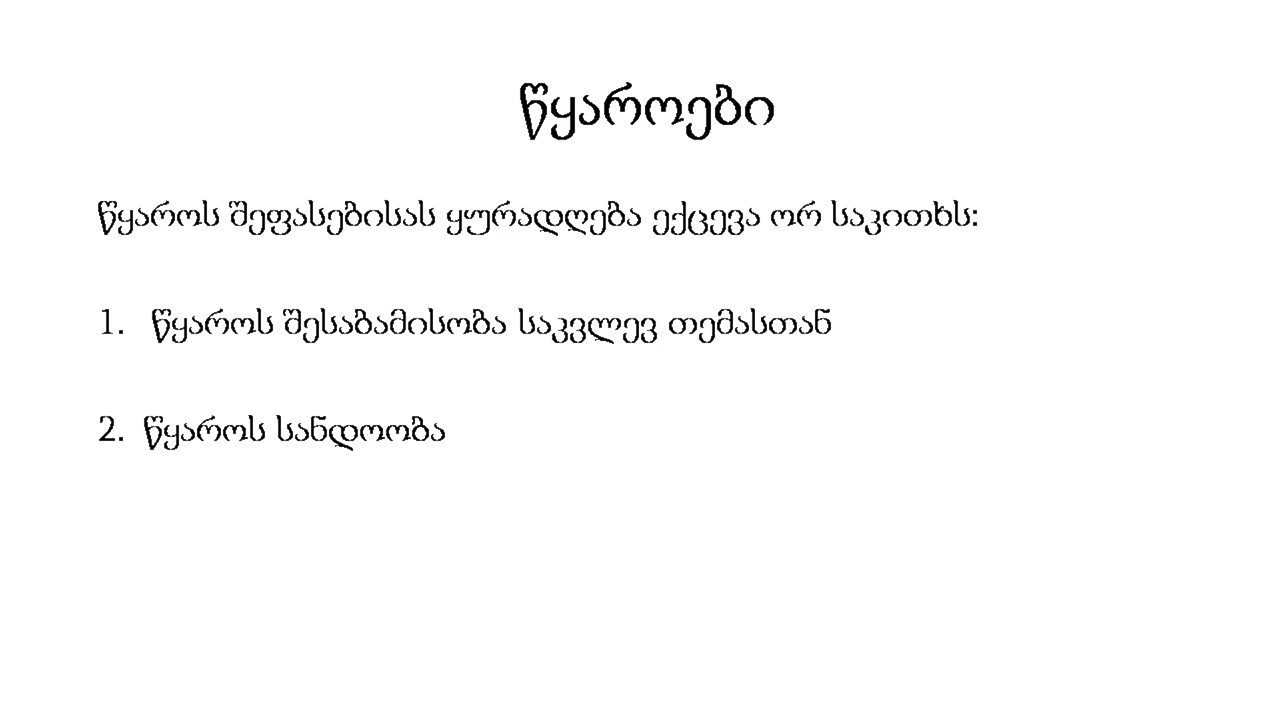 წყაროები
წყაროს შეფასებისას ყურადღება ექცევა ორ საკითხს:
1. წყაროს შესაბამისობა საკვლევ თემასთან
2. წყაროს სანდოობა